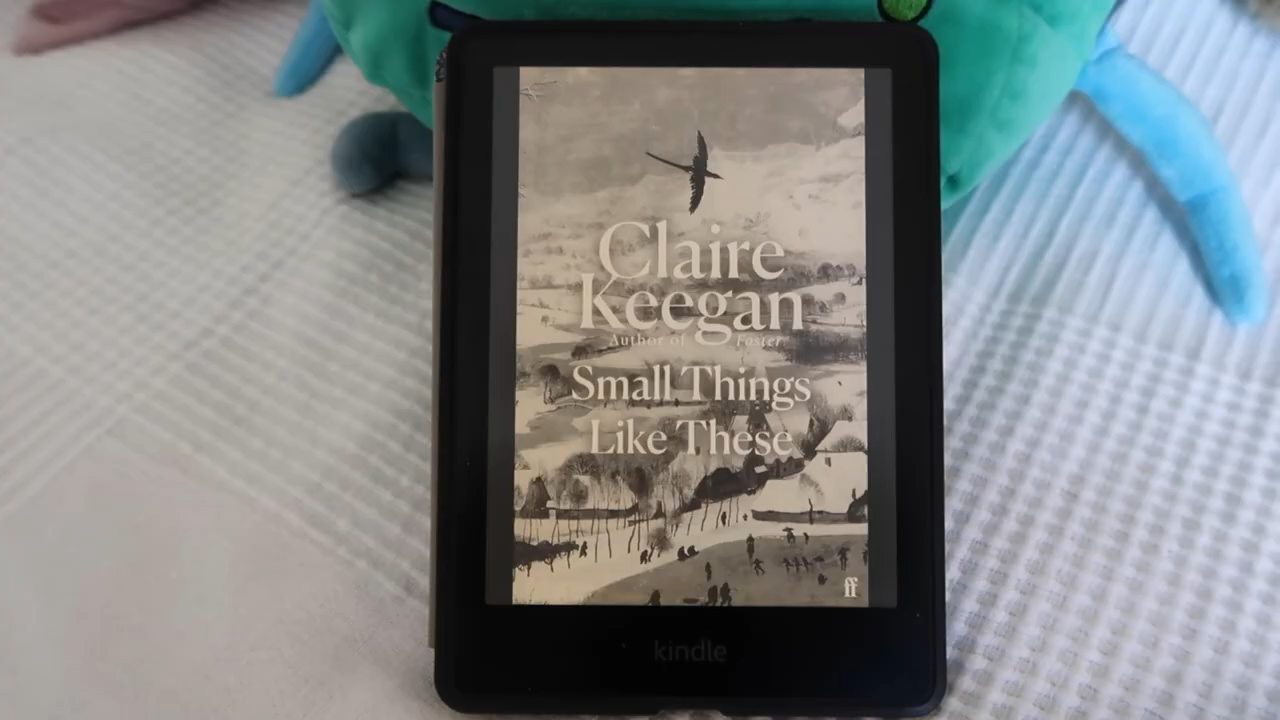 Claire
Keegan
Author of Foster
Small Things
Like These
ff
kindle